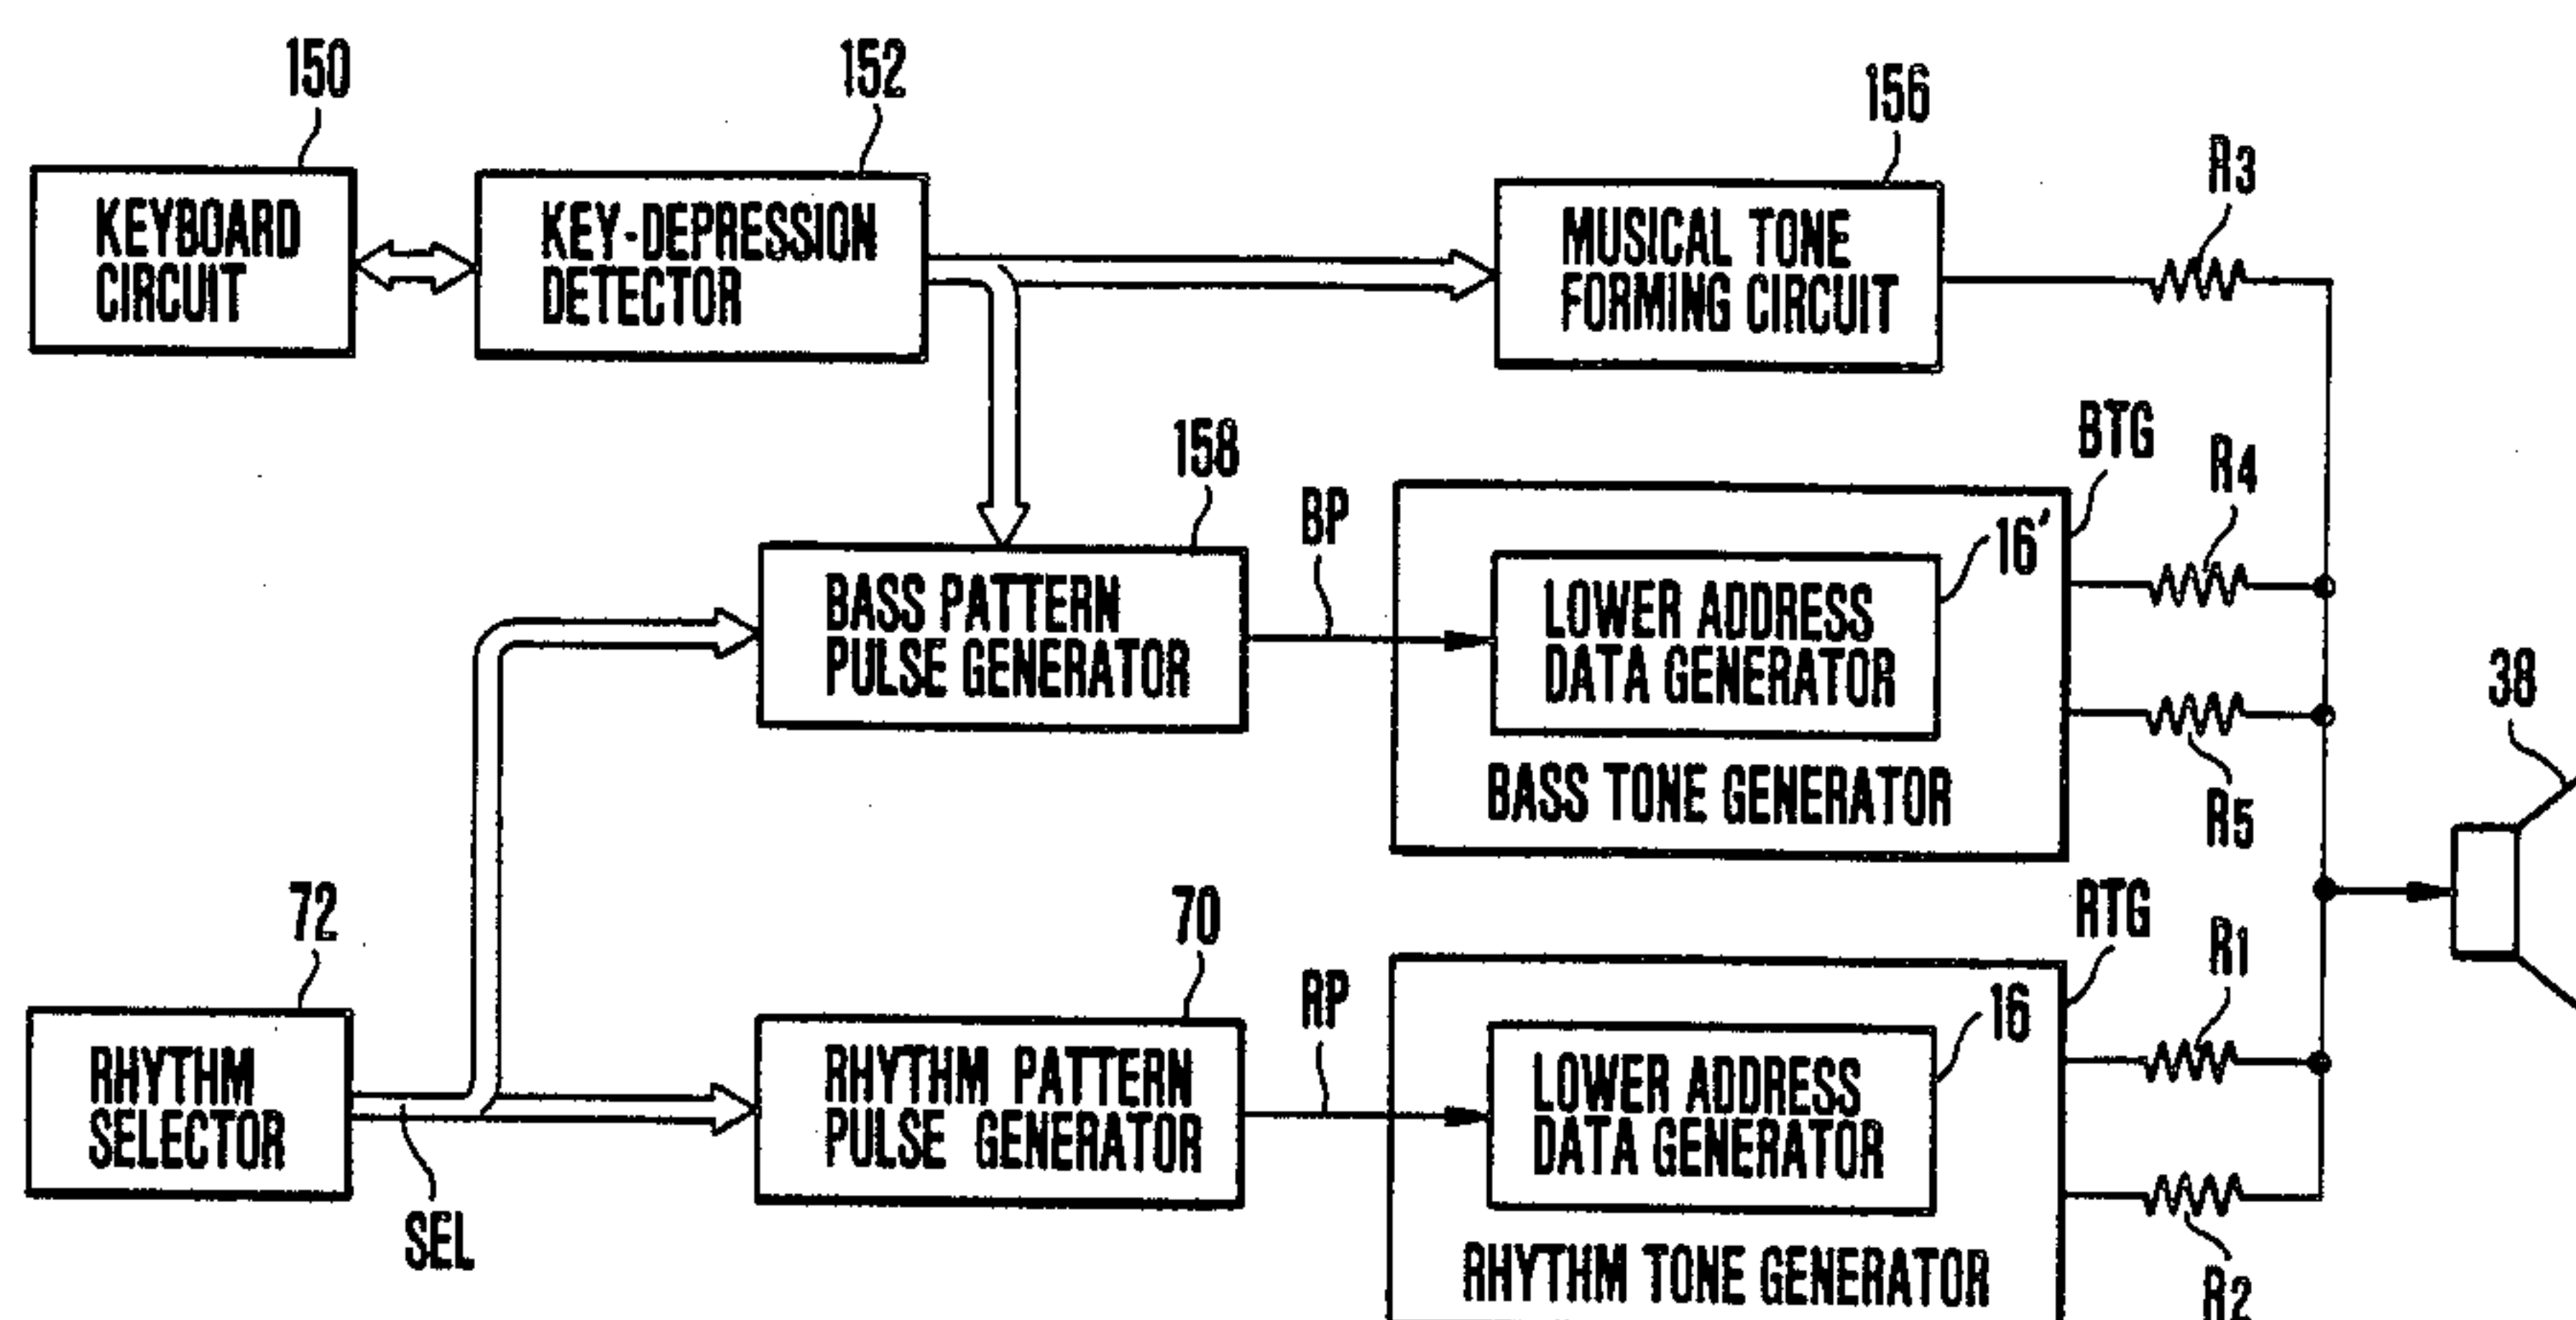 150
152
156
R3
KEYBOARD
CIRCUIT
KEY-DEPRESSION
DETECTOR
MUSICAL TONE
FORMING CIRCUIT
158
BP
BTG
R4
16'
BASS PATTERN
PULSE GENERATOR
LOWER ADDRESS
DATA GENERATOR
BASS TONE GENERATOR
R5
38
72
70
RP
RTG
R1
16
RHYTHM
SELECTOR
SEL
RHYTHM PATTERN
PULSE GENERATOR
LOWER ADDRESS
DATA GENERATOR
RHYTHM TONE GENERATOR
R2